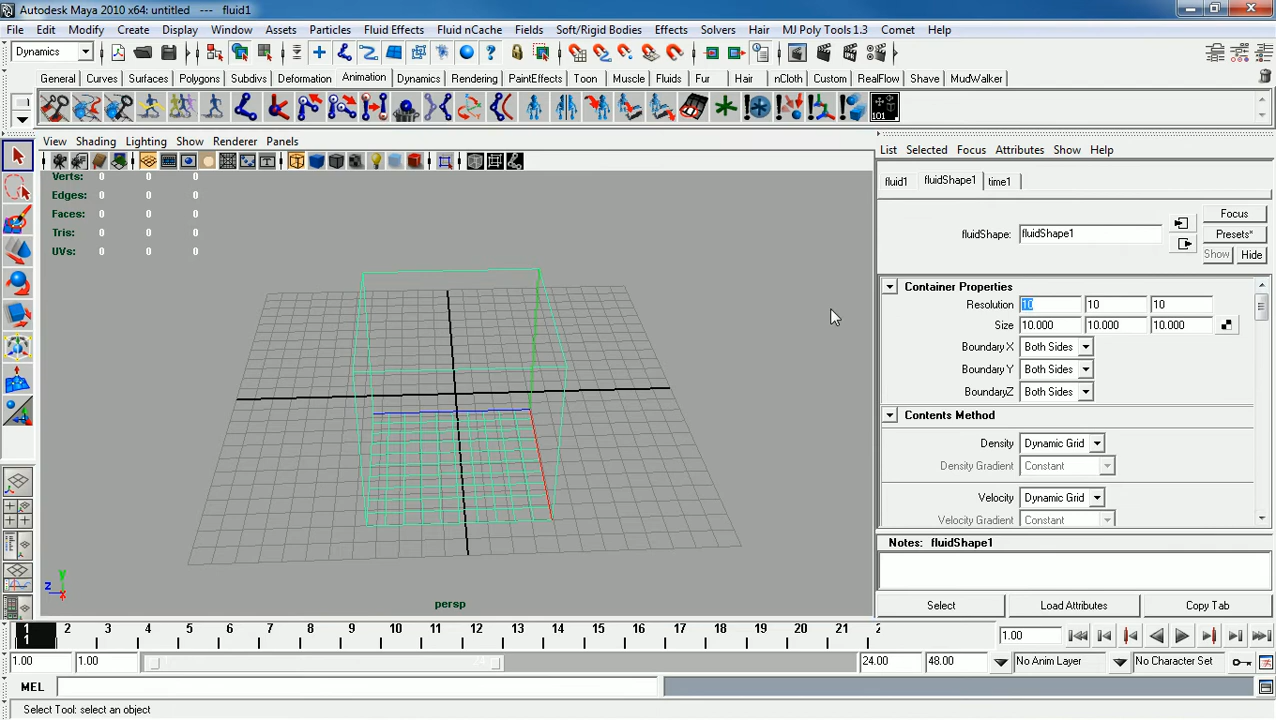 Autodesk Maya 2010 x64: untitled --- fluid1
File Edit Modify Create Display Window Assets Particles Fluid Effects Fluid nCache Fields Soft/Rigid Bodies Effects Solvers Hair MJ Poly Tools 1.3 Comet Help
Dynamics
General Curves Surfaces Polygons Subdivs Deformation Animation Dynamics Rendering PaintEffects Toon Muscle Fluids Fur Hair nCloth Custom RealFlow Shave MudWalker
101
View Shading Lighting Show Renderer Panels
List Selected Focus Attributes Show Help
Verts: 0 0 0
Edges: 0 0 0
Faces: 0 0 0
Tris: 0 0 0
UVs: 0 0 0
fluid1 fluidShape1 time1
Focus
fluidShape: fluidShape1
Presets*
Show Hide
Container Properties
Resolution 10 10 10
Size 10.000 10.000 10.000
Boundary X Both Sides
Boundary Y Both Sides
BoundaryZ Both Sides
Contents Method
Density Dynamic Grid
Density Gradient Constant
Velocity Dynamic Grid
Velocity Gradient Constant
Notes: fluidShape1
y
z
x
persp
Select Load Attributes Copy Tab
1 2 3 4 5 6 7 8 9 10 11 12 13 14 15 16 17 18 19 20 21 2
1
1.00
1.00 1.00 24 24.00 48.00 No Anim Layer No Character Set
MEL
Select Tool: select an object